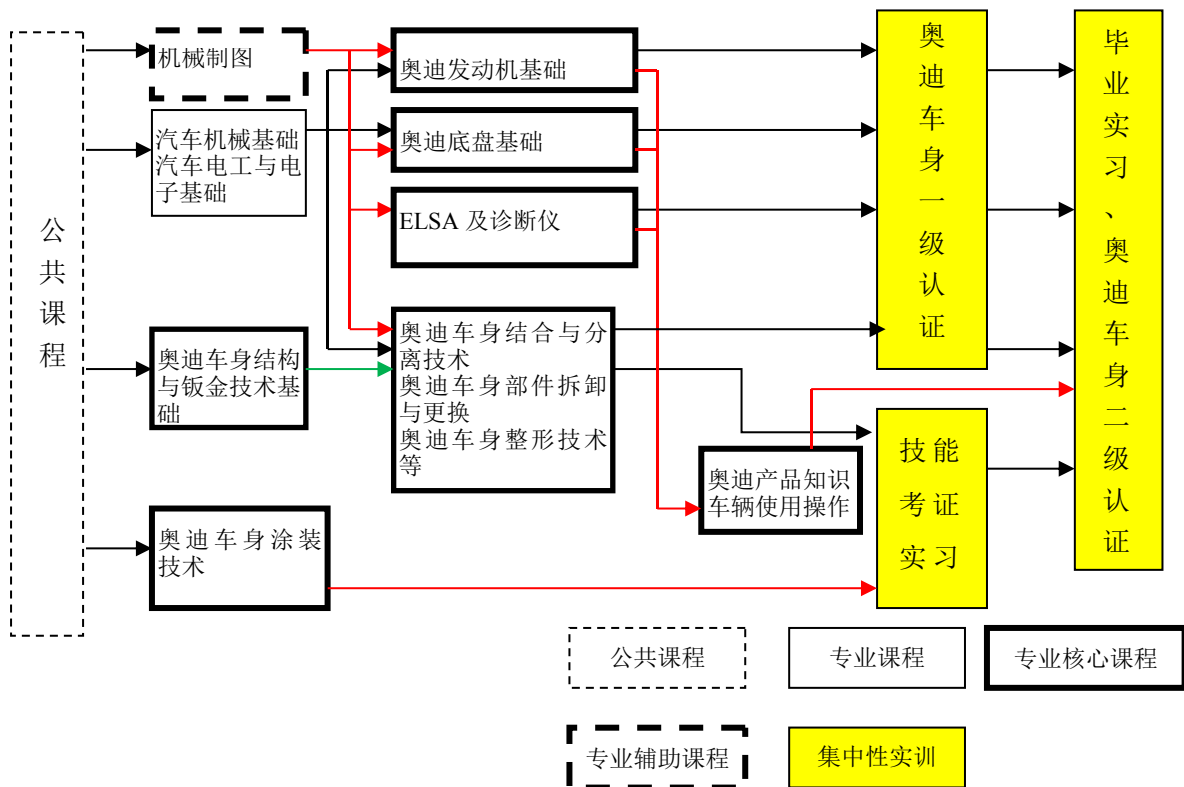 公共课程
机械制图
汽车机械基础
汽车电工与电
子基础
奥迪车身结构
与钣金技术基
础
奥迪车身涂装
技术
奥迪发动机基础
奥迪底盘基础
ELSA 及诊断仪
奥迪车身结合与分
离技术
奥迪车身部件拆卸
与更换
奥迪车身整形技术
等
奥迪产品知识
车辆使用操作
奥迪车身一级认证
技能
考证
实习
毕业实习、奥迪车身二级认证
公共课程
专业课程
专业核心课程
专业辅助课程
集中性实训